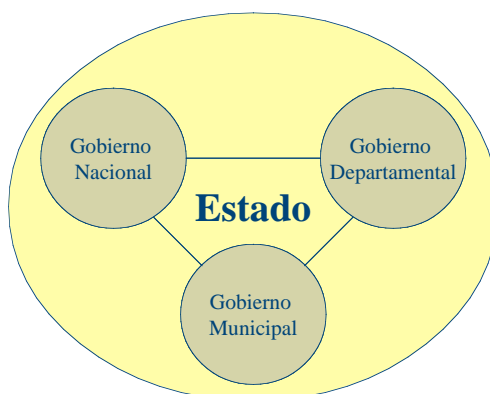 Gobierno
Nacional
Gobierno
Departamental
Estado
Gobierno
Municipal